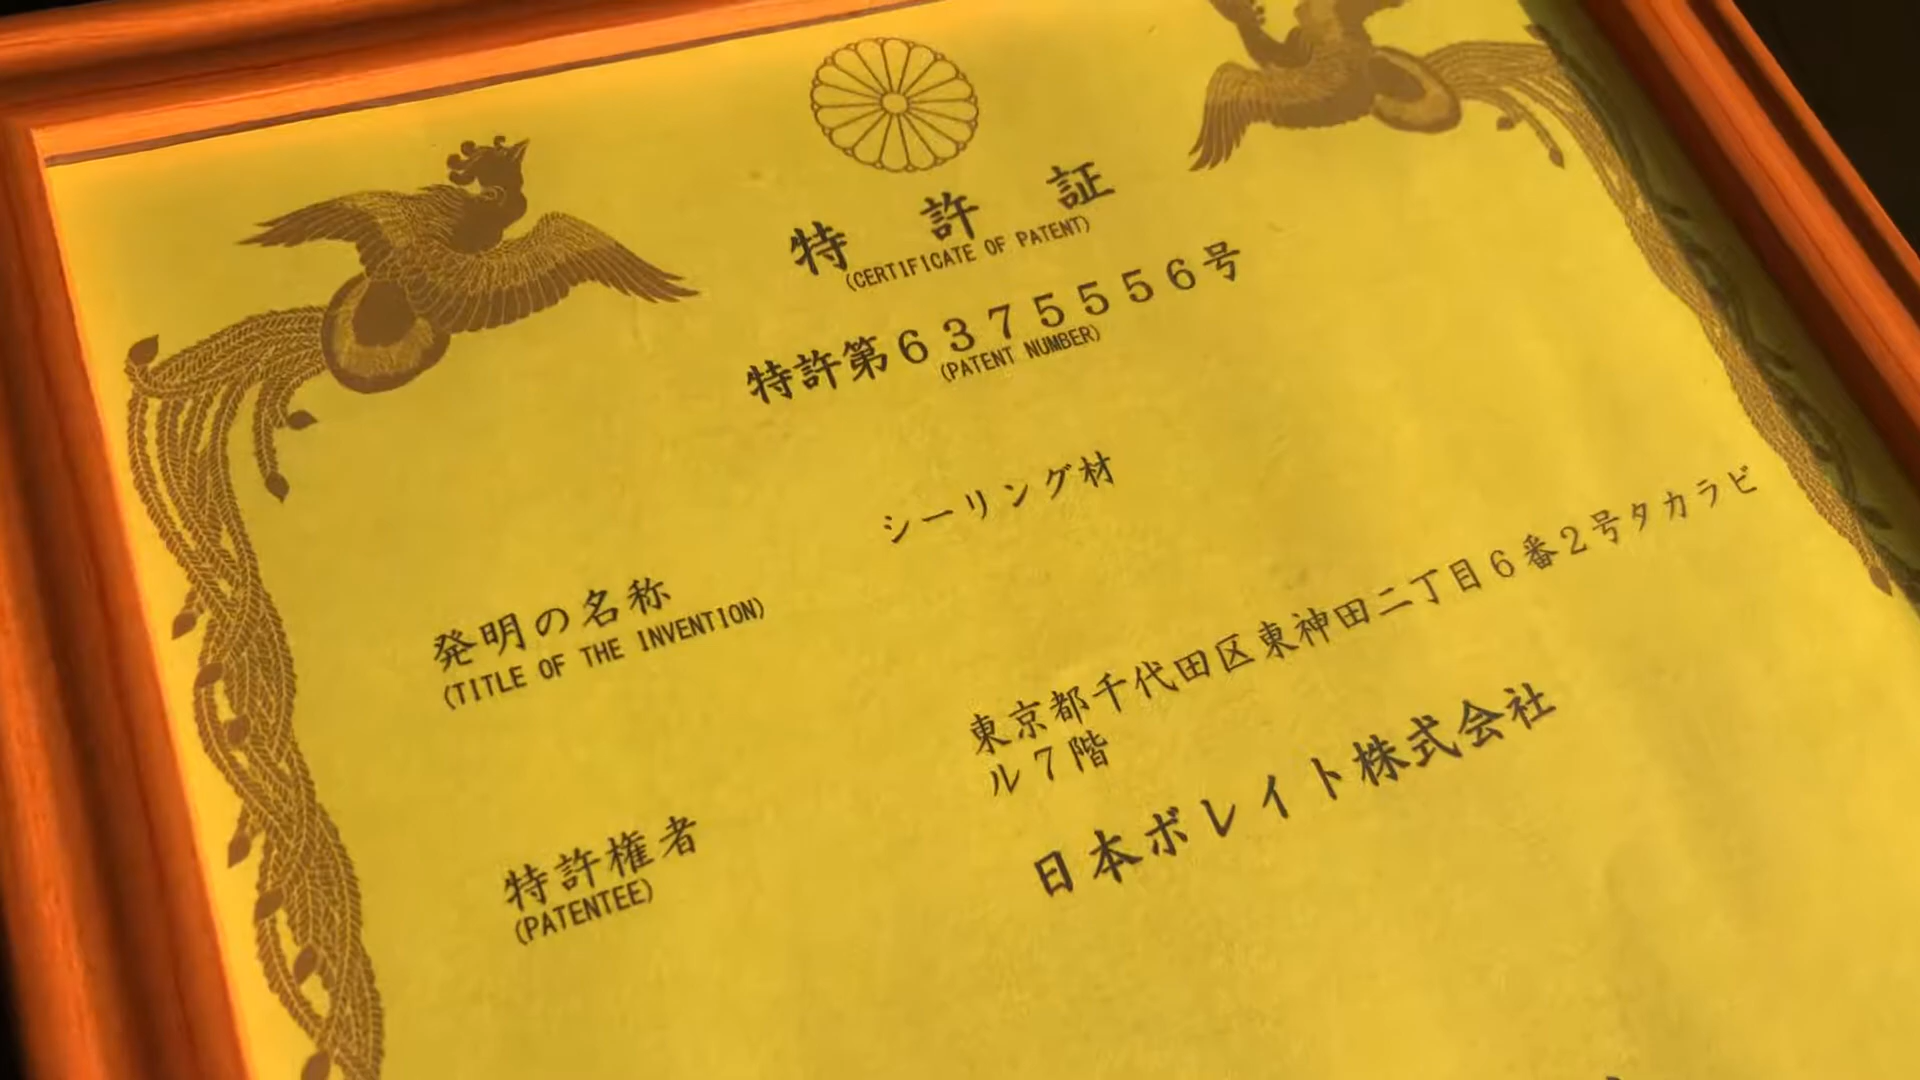 特許証
(CERTIFICATE OF PATENT)
特許第6375556号
(PATENT NUMBER)
シーリング材
発明の名称
(TITLE OF THE INVENTION)
東京都千代田区東神田二丁目6番2号タカラビ
ル7階
特許権者
(PATENTEE)
日本ボレイト株式会社